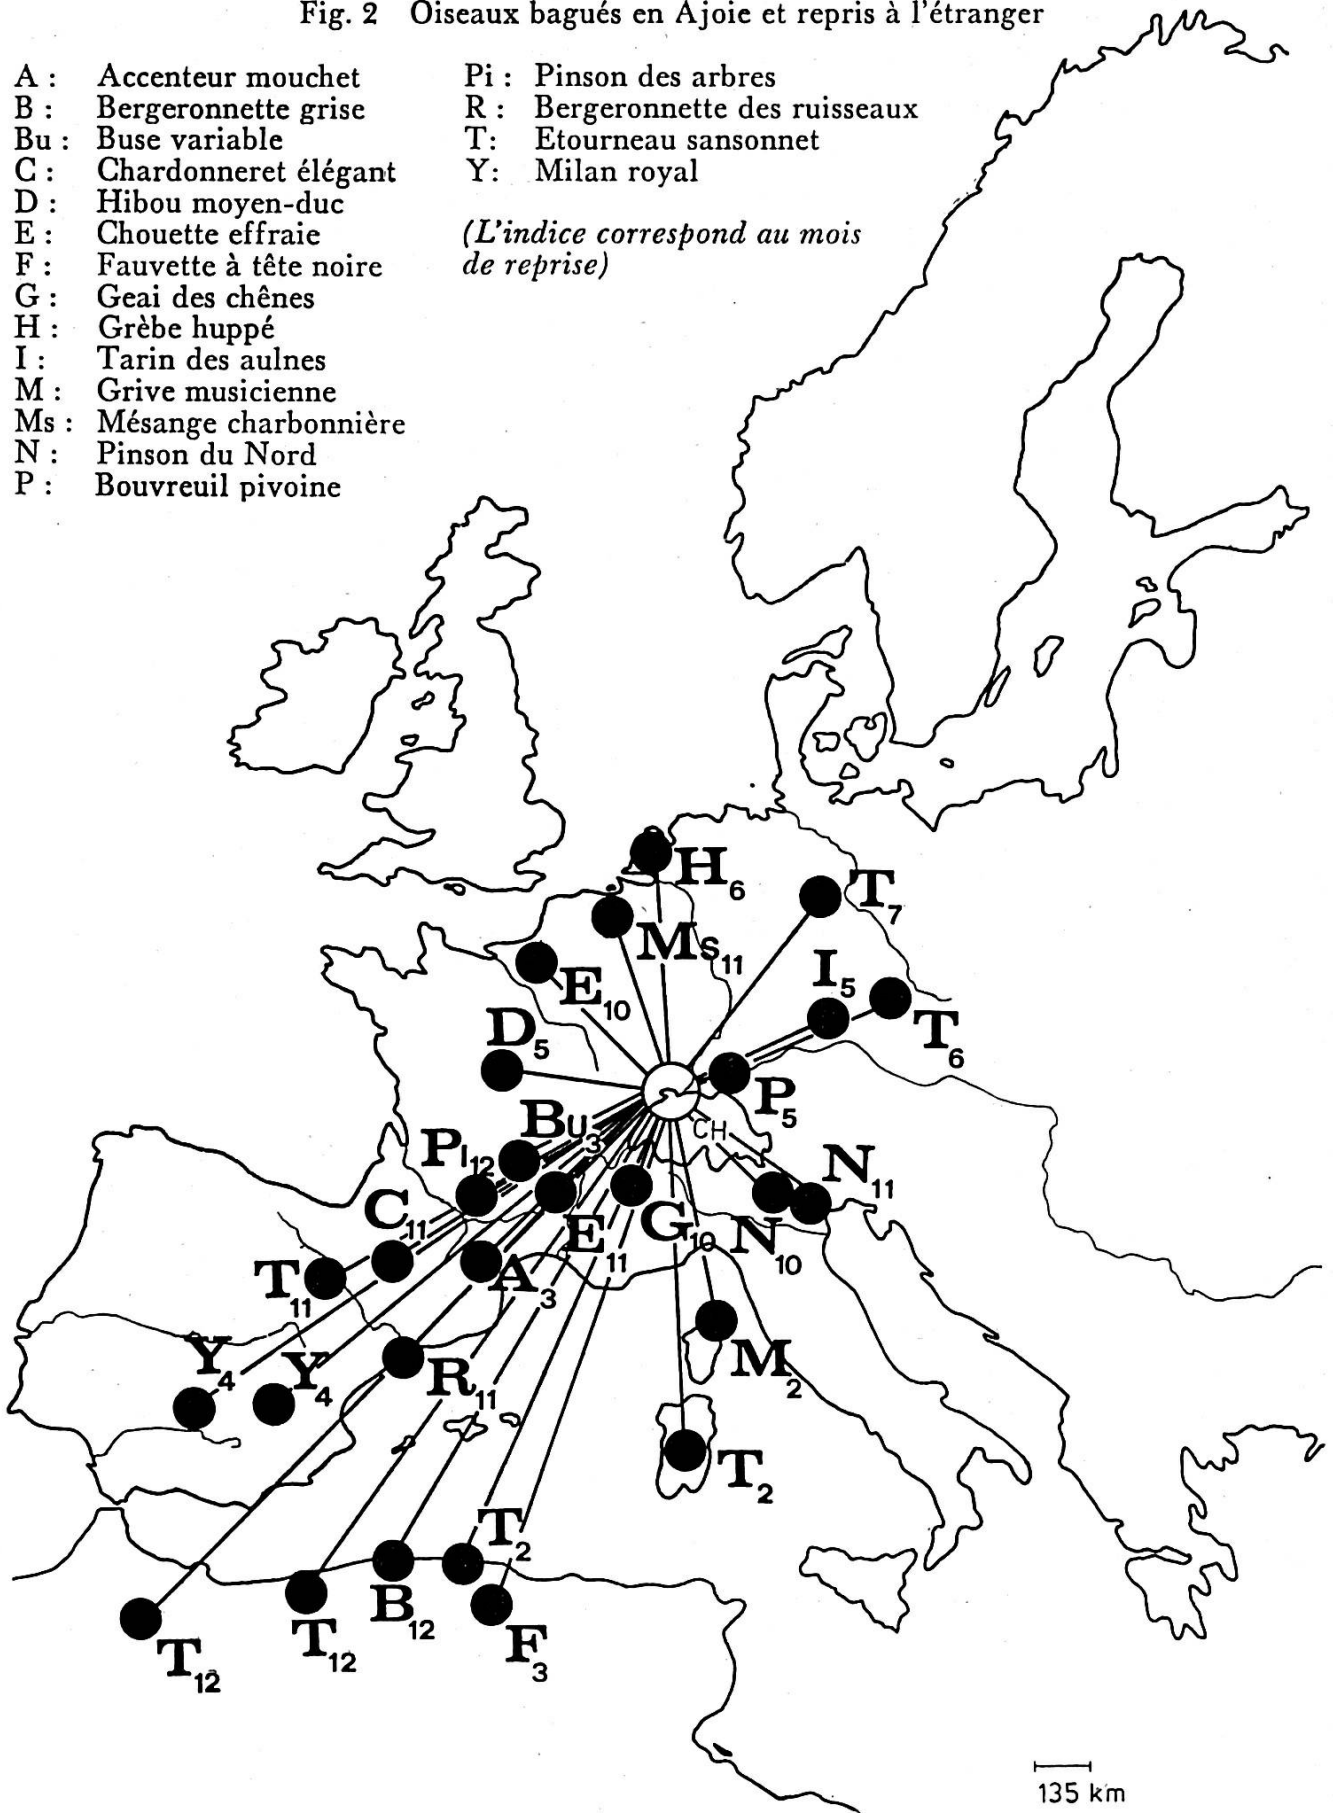 Fig. 2 Oiseaux bagués en Ajoie et repris à l'étranger
A : Accenteur mouchet
B : Bergeronnette grise
Bu : Buse variable
C : Chardonneret élégant
D : Hibou moyen-duc
E : Chouette effraie
F : Fauvette à tête noire
G : Geai des chênes
H : Grèbe huppé
I : Tarin des aulnes
M : Grive musicienne
Ms : Mésange charbonnière
N : Pinson du Nord
P : Bouvreuil pivoine
Pi : Pinson des arbres
R : Bergeronnette des ruisseaux
T: Etourneau sansonnet
Y: Milan royal
(L'indice correspond au mois
de reprise)
H6
T7
Ms11
I5
E10
T6
D5
P5
Bu3
CH
Pi12
N11
C11
E11
G10
N10
T11
A3
Y4
Y4
R11
M2
T2
T2
B12
T12
F3
T12
135 km